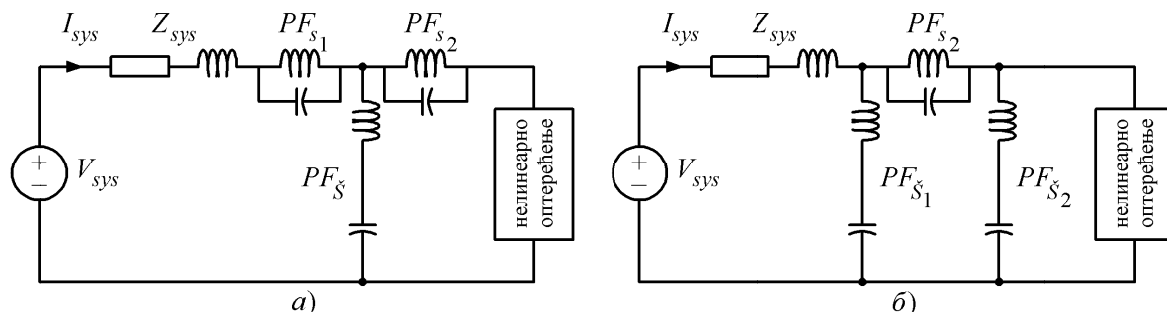 I_sys Z_sys PF_s1 PF_s2
PF_Š
V_sys
+
−
нелинеарно
оптерећење
а)
I_sys Z_sys PF_s2
PF_Š1 PF_Š2
V_sys
+
−
нелинеарно
оптерећење
б)